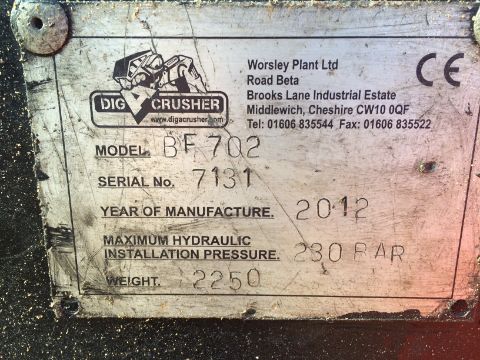 DIG A CRUSHER
www.digacrusher.com
Worsley Plant Ltd
Road Beta
Brooks Lane Industrial Estate
Middlewich, Cheshire CW10 0QF
Tel: 01606 835544 Fax: 01606 835522
CE
MODEL. BF 702
SERIAL No. 7131
YEAR OF MANUFACTURE. 2012
MAXIMUM HYDRAULIC
INSTALLATION PRESSURE. 230 BAR
WEIGHT. 2250